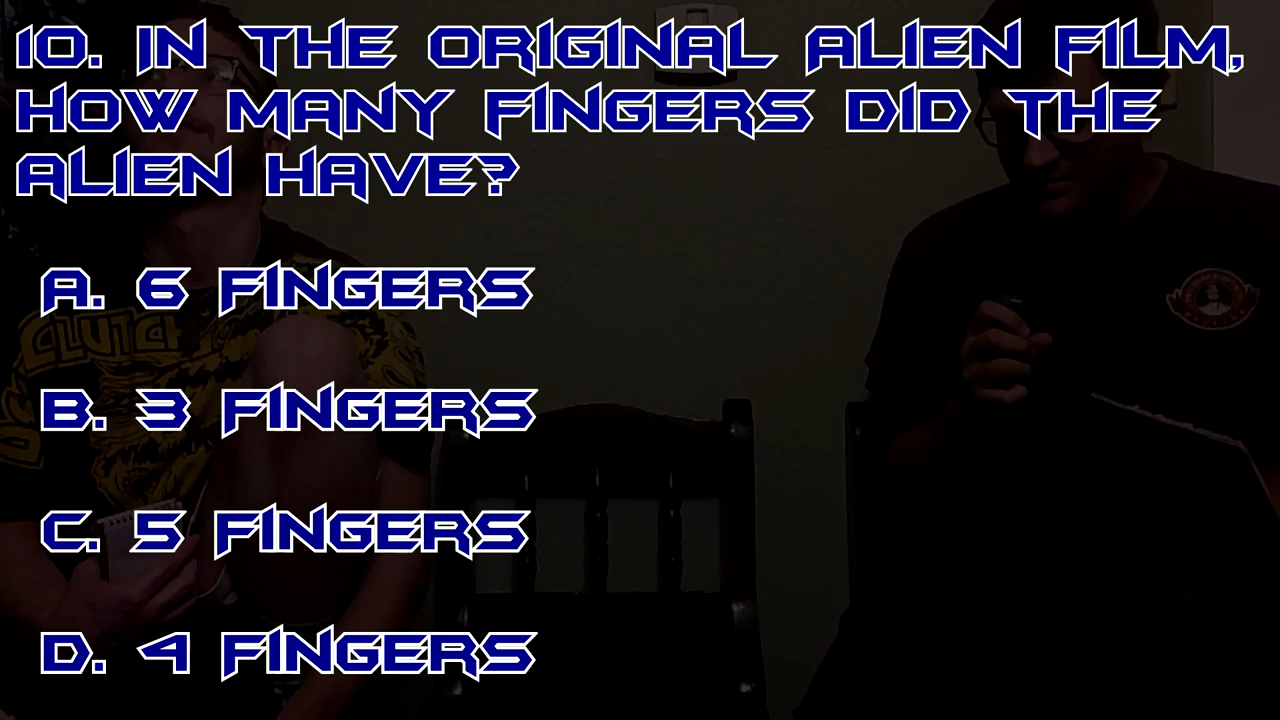 10. IN THE ORIGINAL ALIEN FILM,
HOW MANY FINGERS DID THE
ALIEN HAVE?
A. 6 FINGERS
B. 3 FINGERS
C. 5 FINGERS
D. 4 FINGERS
CLUTCH